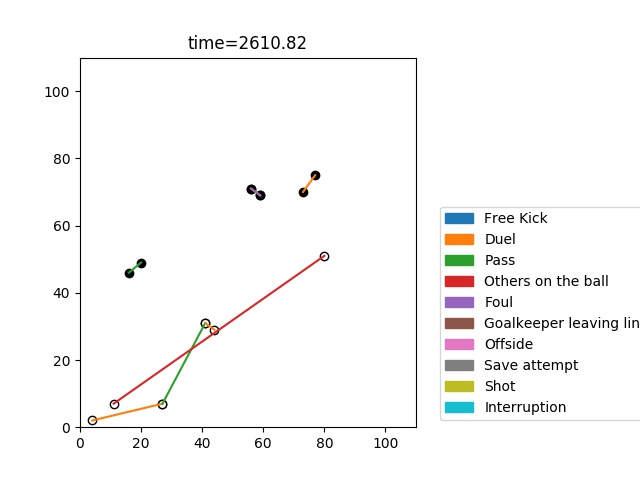 time=2610.82
100
80
60
40
20
0
0 20 40 60 80 100
Free Kick
Duel
Pass
Others on the ball
Foul
Goalkeeper leaving lin
Offside
Save attempt
Shot
Interruption